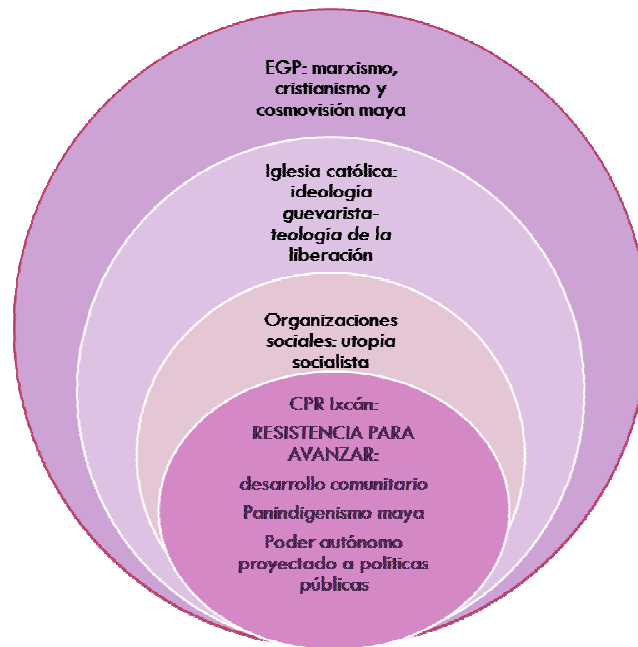 EGP: marxismo,
cristianismo y
cosmovisión maya
Iglesia católica:
ideología
guevarista-
teología de la
liberación
Organizaciones
sociales: utopía
socialista
CPR Ixcán:
RESISTENCIA PARA
AVANZAR:
desarrollo comunitario
Panindigenismo maya
Poder autónomo
proyectado a políticas
públicas